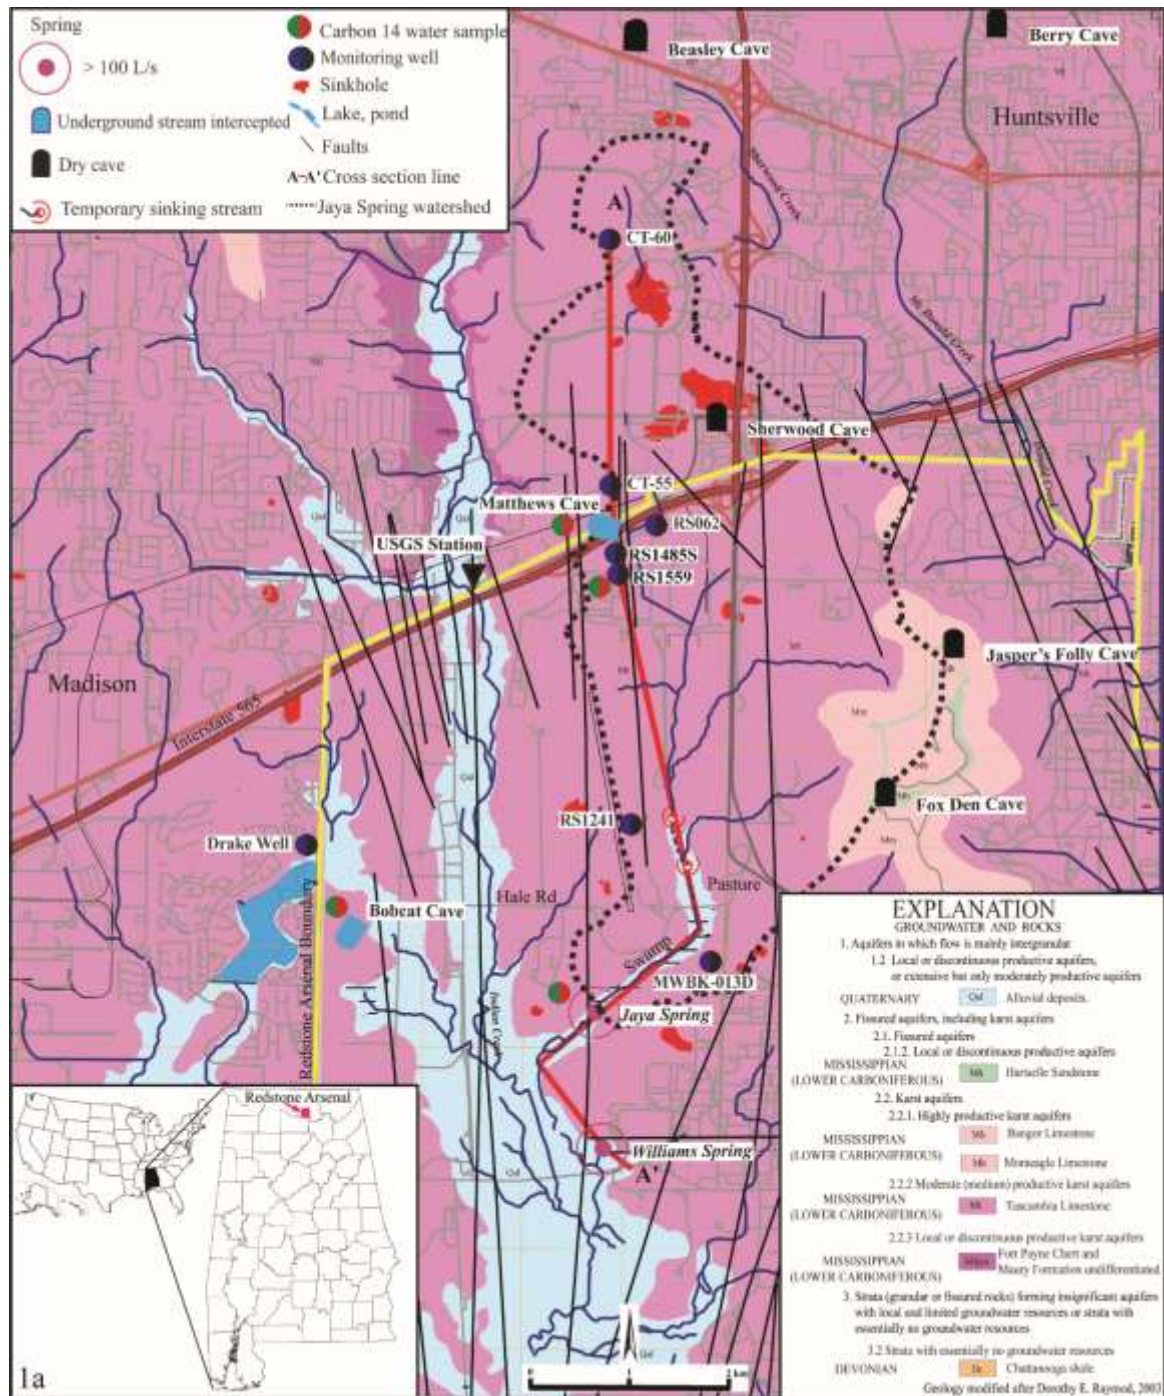 Spring
> 100 L/s
Underground stream intercepted
Dry cave
Temporary sinking stream
Carbon 14 water sample
Monitoring well
Sinkhole
Lake, pond
Faults
A-A' Cross section line
Jaya Spring watershed
Beasley Cave
Berry Cave
Huntsville
Sherwood Creek
A
CT-60
Sherwood Cave
CT-55
Matthews Cave
RS062
USGS Station
RS1485S
RS1559
Madison
Interstate 565
Jasper's Folly Cave
Fox Den Cave
RS1241
Drake Well
Redstone Arsenal Boundary
Bobcat Cave
Hale Rd
Pasture
Swamp
MWBK-013D
Jaya Spring
Indian Creek
Williams Spring
A'
Redstone Arsenal
1a
0
km
EXPLANATION
GROUNDWATER AND ROCKS
1. Aquifers in which flow is mainly intergranular
1.2 Local or discontinuous productive aquifers,
or extensive but only moderately productive aquifers
QUATERNARY Qal Alluvial deposits.
2. Fissured aquifers, including karst aquifers
2.1. Fissured aquifers
2.1.2. Local or discontinuous productive aquifers
MISSISSIPPIAN
(LOWER CARBONIFEROUS) Hartselle Sandstone
2.2. Karst aquifers
2.2.1. Highly productive karst aquifers
MISSISSIPPIAN
(LOWER CARBONIFEROUS)
Bangor Limestone
Monteagle Limestone
2.2.2 Moderate (medium) productive karst aquifers
MISSISSIPPIAN
(LOWER CARBONIFEROUS) Tuscumbia Limestone
2.2.3 Local or discontinuous productive karst aquifers
MISSISSIPPIAN
(LOWER CARBONIFEROUS)
Fort Payne Chert and
Maury Formation undifferentiated
3. Strata (granular or fissured rocks) forming insignificant aquifers
with local and limited groundwater resources or strata with
essentially no groundwater resources
3.2 Strata with essentially no groundwater resources
DEVONIAN Chattanooga shale.
Geology modified after Dorothy E. Raymod,